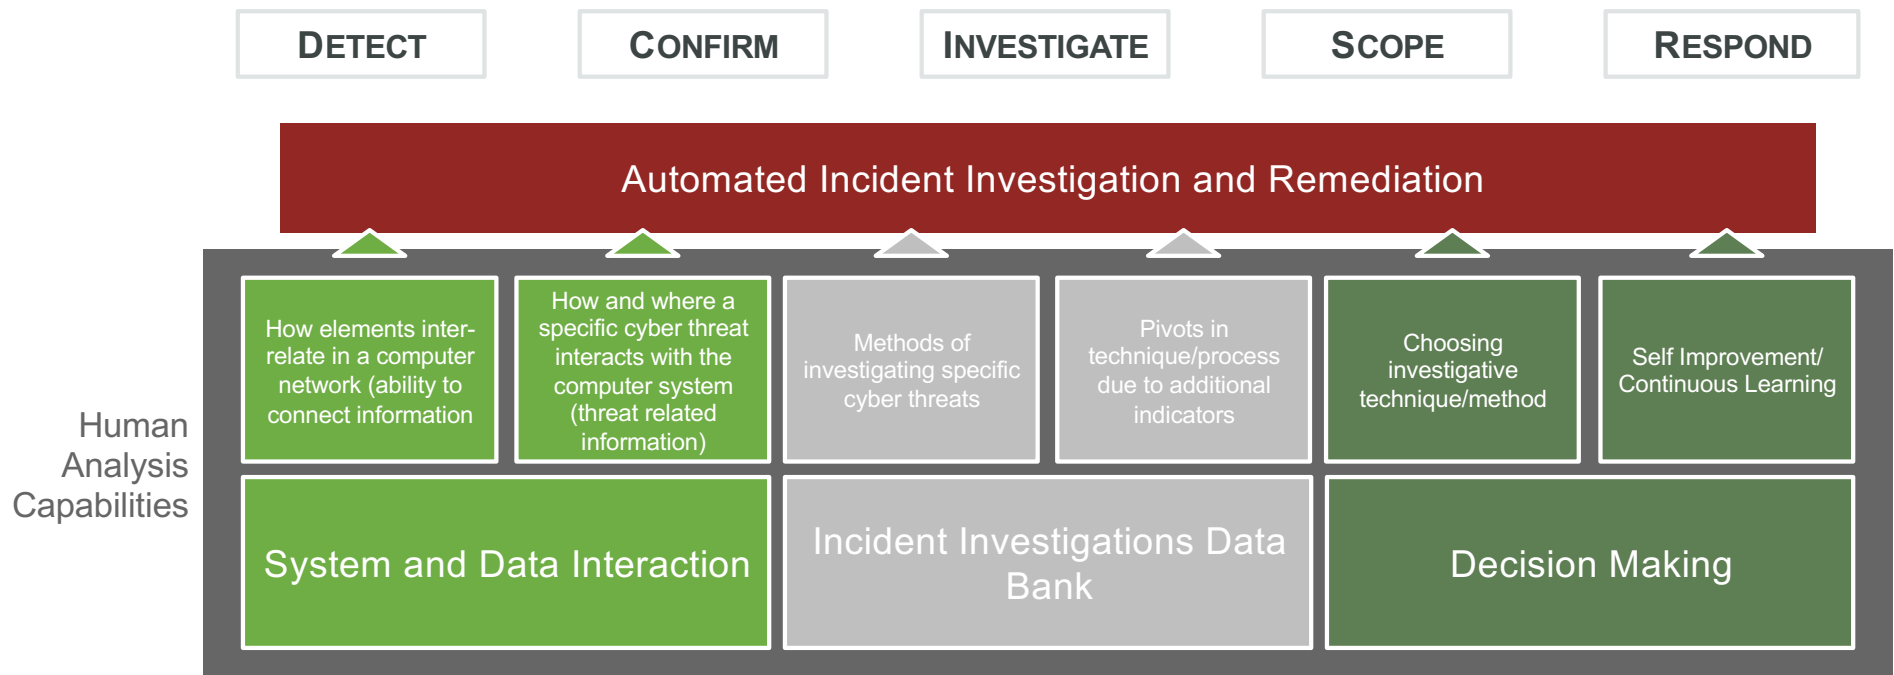 DETECT
CONFIRM
INVESTIGATE
SCOPE
RESPOND
Automated Incident Investigation and Remediation
How elements inter-
relate in a computer
network (ability to
connect information
How and where a
specific cyber threat
interacts with the
computer system
(threat related
information)
Methods of
investigating specific
cyber threats
Pivots in
technique/process
due to additional
indicators
Choosing
investigative
technique/method
Self Improvement/
Continuous Learning
Human
Analysis
Capabilities
System and Data Interaction
Incident Investigations Data
Bank
Decision Making